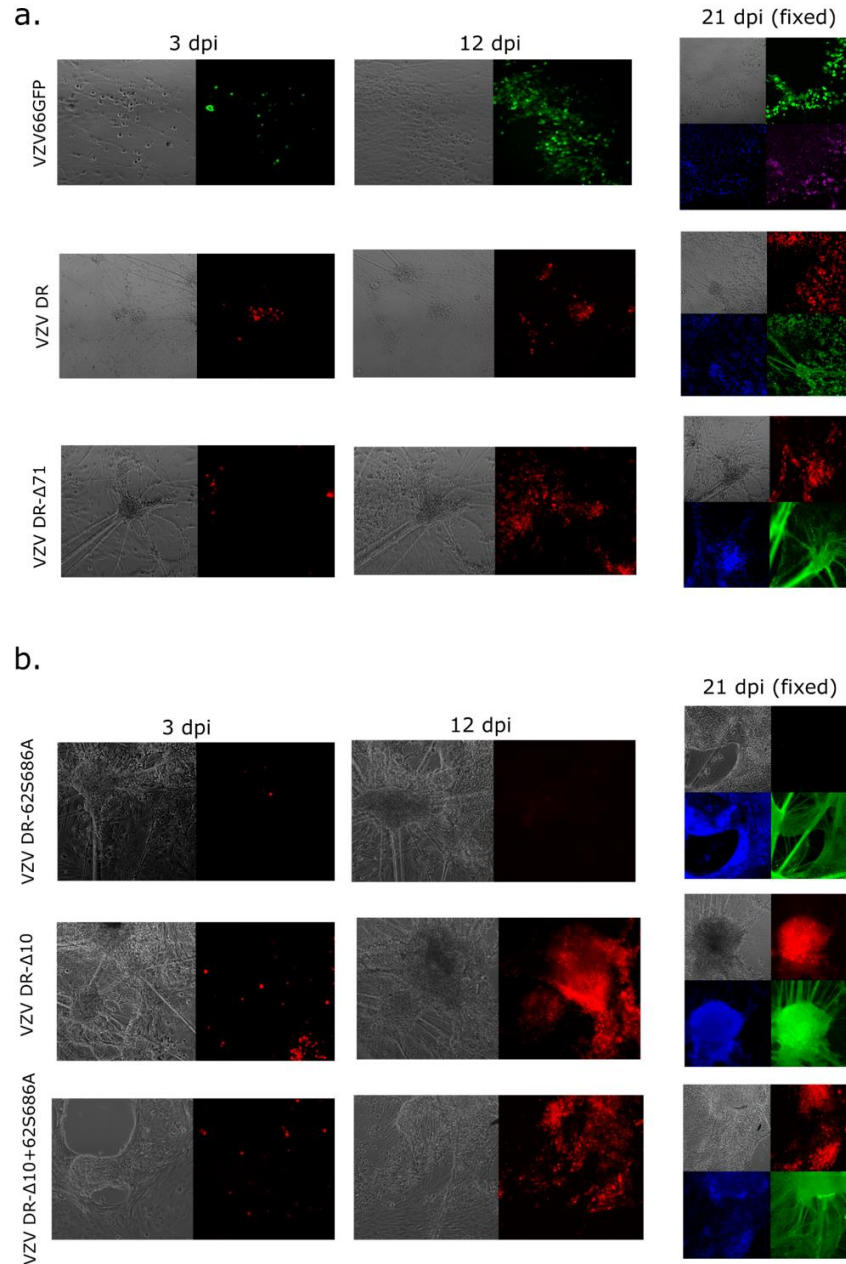 a.
3 dpi
12 dpi
21 dpi (fixed)
VZV66GFP
VZV DR
VZV DR-Δ71
b.
3 dpi
12 dpi
21 dpi (fixed)
VZV DR-62S686A
VZV DR-Δ10
VZV DR-Δ10+62S686A